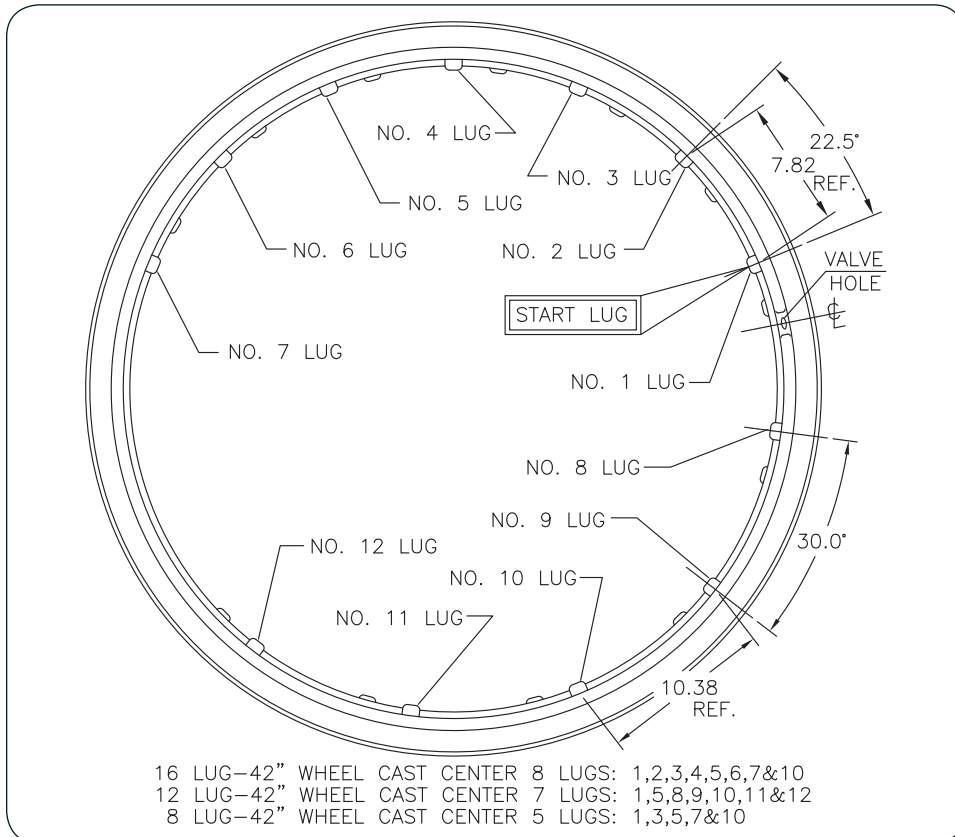 NO. 4 LUG
22.5°
7.82
REF.
NO. 3 LUG
NO. 5 LUG
NO. 6 LUG
NO. 2 LUG
VALVE
HOLE
℄
START LUG
NO. 7 LUG
NO. 1 LUG
NO. 8 LUG
NO. 9 LUG
30.0°
NO. 12 LUG
NO. 10 LUG
NO. 11 LUG
10.38
REF.
16 LUG-42” WHEEL CAST CENTER 8 LUGS: 1,2,3,4,5,6,7&10
12 LUG-42” WHEEL CAST CENTER 7 LUGS: 1,5,8,9,10,11&12
8 LUG-42” WHEEL CAST CENTER 5 LUGS: 1,3,5,7&10